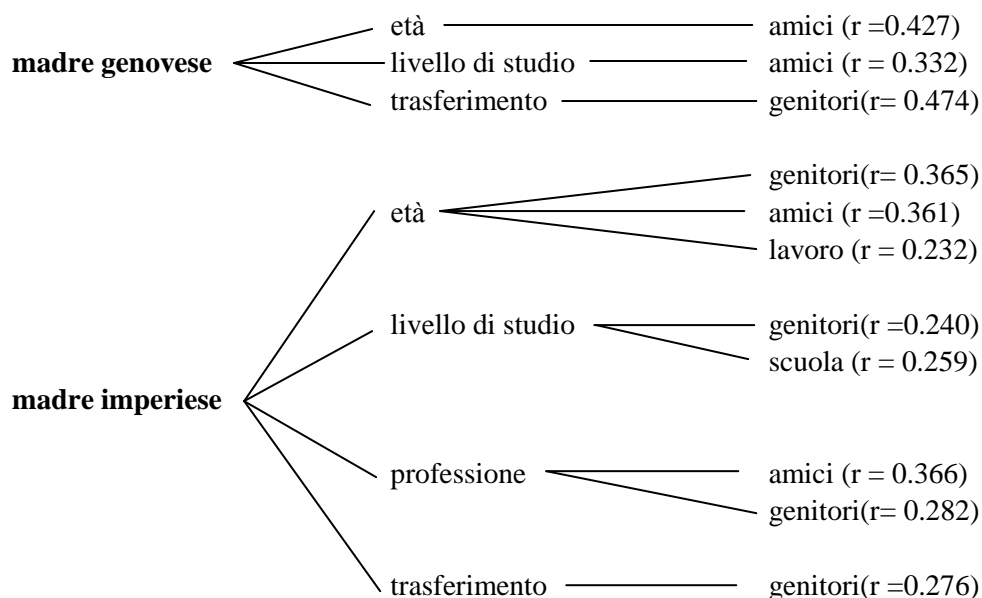 età amici (r =0.427)
madre genovese livello di studio amici (r = 0.332)
trasferimento genitori(r= 0.474)
genitori(r= 0.365)
età amici (r =0.361)
lavoro (r = 0.232)
livello di studio genitori(r =0.240)
scuola (r = 0.259)
madre imperiese
professione amici (r = 0.366)
genitori(r= 0.282)
trasferimento genitori(r =0.276)